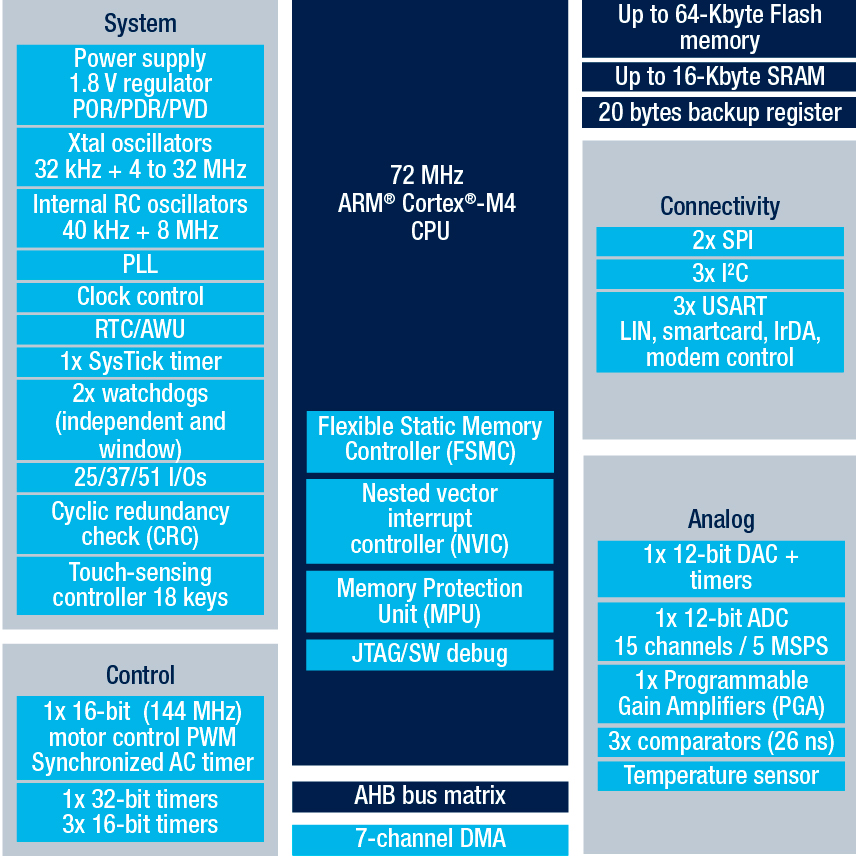 System
Power supply
1.8 V regulator
POR/PDR/PVD
Xtal oscillators
32 kHz + 4 to 32 MHz
Internal RC oscillators
40 kHz + 8 MHz
PLL
Clock control
RTC/AWU
1x SysTick timer
2x watchdogs
(independent and
window)
25/37/51 I/Os
Cyclic redundancy
check (CRC)
Touch-sensing
controller 18 keys
Control
1x 16-bit (144 MHz)
motor control PWM
Synchronized AC timer
1x 32-bit timers
3x 16-bit timers
72 MHz
ARM® Cortex®-M4
CPU
Flexible Static Memory
Controller (FSMC)
Nested vector
interrupt
controller (NVIC)
Memory Protection
Unit (MPU)
JTAG/SW debug
AHB bus matrix
7-channel DMA
Up to 64-Kbyte Flash
memory
Up to 16-Kbyte SRAM
20 bytes backup register
Connectivity
2x SPI
3x I²C
3x USART
LIN, smartcard, IrDA,
modem control
Analog
1x 12-bit DAC +
timers
1x 12-bit ADC
15 channels / 5 MSPS
1x Programmable
Gain Amplifiers (PGA)
3x comparators (26 ns)
Temperature sensor